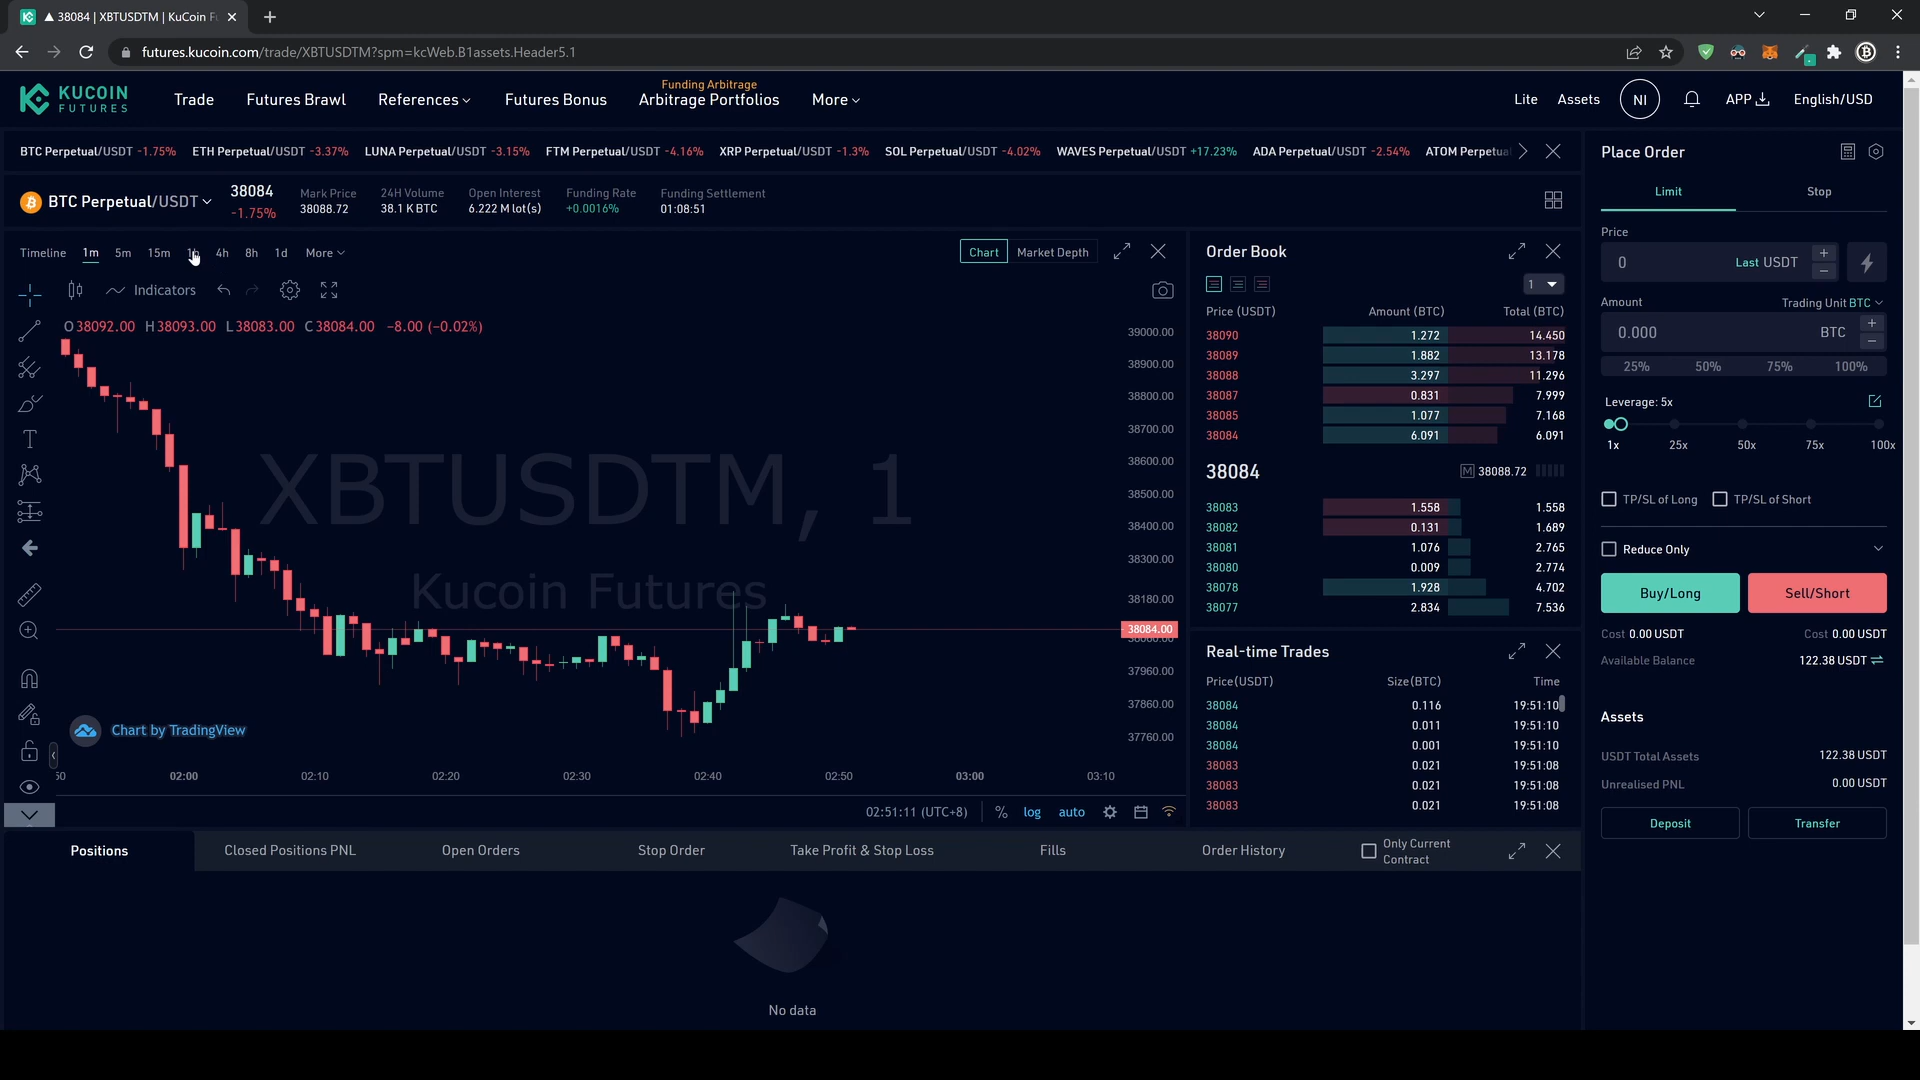 ▲ 38084 | XBTUSDTM | KuCoin F
futures.kucoin.com/trade/XBTUSDTM?spm=kcWeb.B1assets.Header5.1
KUCOIN FUTURES
Trade
Futures Brawl
References
Futures Bonus
Funding Arbitrage
Arbitrage Portfolios
More
Lite
Assets
NI
APP
English/USD
BTC Perpetual/USDT -1.75% ETH Perpetual/USDT -3.37% LUNA Perpetual/USDT -3.15% FTM Perpetual/USDT -4.16% XRP Perpetual/USDT -1.3% SOL Perpetual/USDT -4.02% WAVES Perpetual/USDT +17.23% ADA Perpetual/USDT -2.54% ATOM Perpetua
BTC Perpetual/USDT
38084
-1.75%
Mark Price
38088.72
24H Volume
38.1 K BTC
Open Interest
6.222 M lot(s)
Funding Rate
+0.0016%
Funding Settlement
01:08:51
Timeline 1m 5m 15m 4h 8h 1d More
Chart Market Depth
Indicators
O38092.00 H38093.00 L38083.00 C38084.00 -8.00 (-0.02%)
XBTUSDTM, 1
Kucoin Futures
39000.00
38900.00
38800.00
38700.00
38600.00
38500.00
38400.00
38300.00
38180.00
38084.00
37960.00
37860.00
37760.00
Chart by TradingView
02:00 02:10 02:20 02:30 02:40 02:50 03:00 03:10
02:51:11 (UTC+8) % log auto
Order Book
1
Price (USDT) Amount (BTC) Total (BTC)
38090 1.272 14.450
38089 1.882 13.178
38088 3.297 11.296
38087 0.831 7.999
38085 1.077 7.168
38084 6.091 6.091
38084 M 38088.72
38083 1.558 1.558
38082 0.131 1.689
38081 1.076 2.765
38080 0.009 2.774
38078 1.928 4.702
38077 2.834 7.536
Real-time Trades
Price(USDT) Size(BTC) Time
38084 0.116 19:51:10
38084 0.011 19:51:10
38084 0.001 19:51:10
38083 0.021 19:51:08
38083 0.021 19:51:08
38083 0.021 19:51:08
Place Order
Limit Stop
Price
0 Last USDT
Amount Trading Unit BTC
0.000 BTC
25% 50% 75% 100%
Leverage: 5x
1x 25x 50x 75x 100x
TP/SL of Long TP/SL of Short
Reduce Only
Buy/Long Sell/Short
Cost 0.00 USDT Cost 0.00 USDT
Available Balance 122.38 USDT
Assets
USDT Total Assets 122.38 USDT
Unrealised PNL 0.00 USDT
Deposit Transfer
Positions Closed Positions PNL Open Orders Stop Order Take Profit & Stop Loss Fills Order History
Only Current
Contract
No data